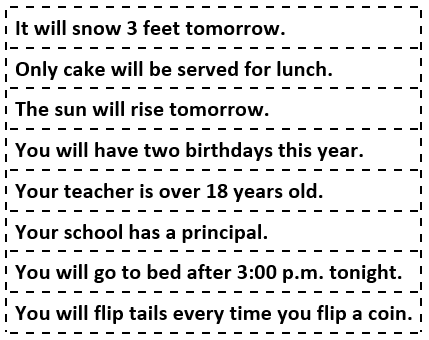 It will snow 3 feet tomorrow.
Only cake will be served for lunch.
The sun will rise tomorrow.
You will have two birthdays this year.
Your teacher is over 18 years old.
Your school has a principal.
You will go to bed after 3:00 p.m. tonight.
You will flip tails every time you flip a coin.